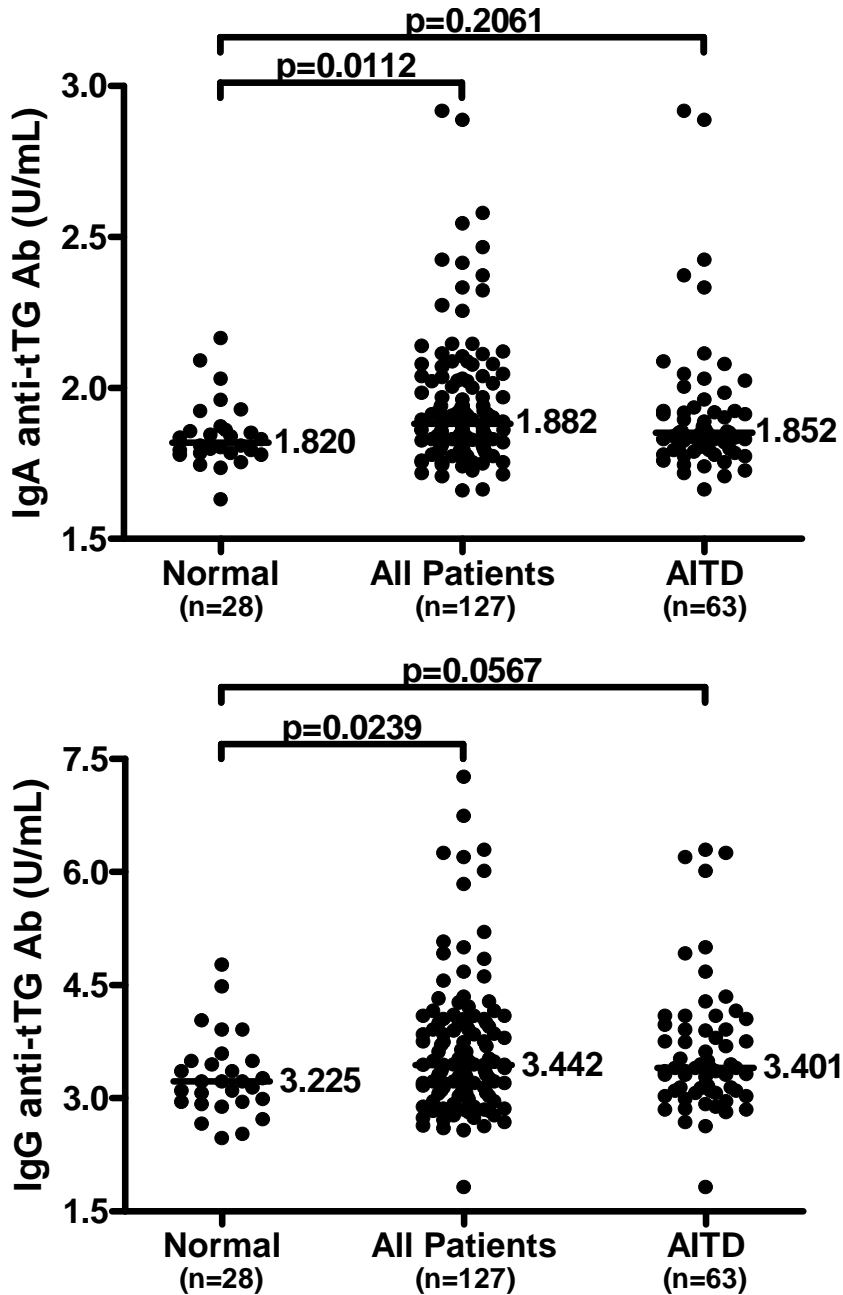 p=0.2061
p=0.0112
IgA anti-tTG Ab (U/mL)
3.0
2.5
2.0
1.5
1.820
1.882
1.852
Normal
(n=28)
All Patients
(n=127)
AITD
(n=63)
p=0.0567
p=0.0239
IgG anti-tTG Ab (U/mL)
7.5
6.0
4.5
3.0
1.5
3.225
3.442
3.401
Normal
(n=28)
All Patients
(n=127)
AITD
(n=63)